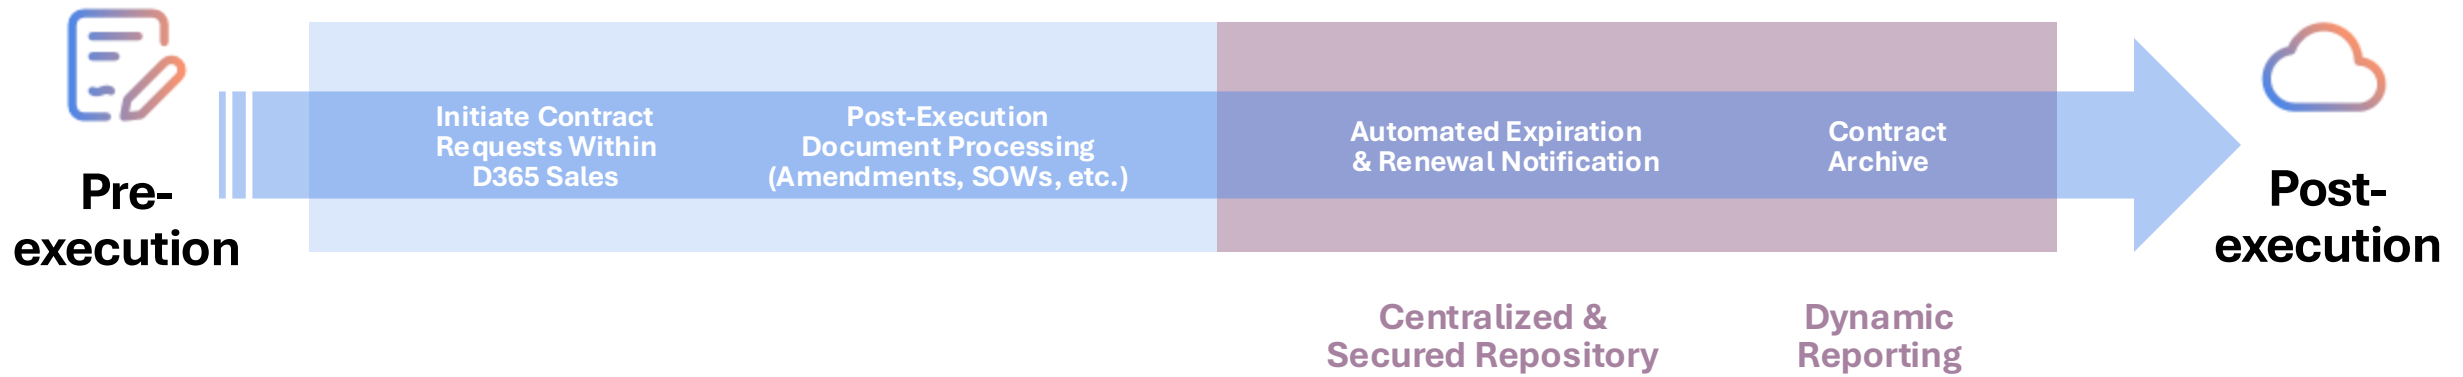 Pre-
execution
Initiate Contract
Requests Within
D365 Sales
Post-Execution
Document Processing
(Amendments, SOWs, etc.)
Automated Expiration
& Renewal Notification
Contract
Archive
Post-
execution
Centralized &
Secured Repository
Dynamic
Reporting